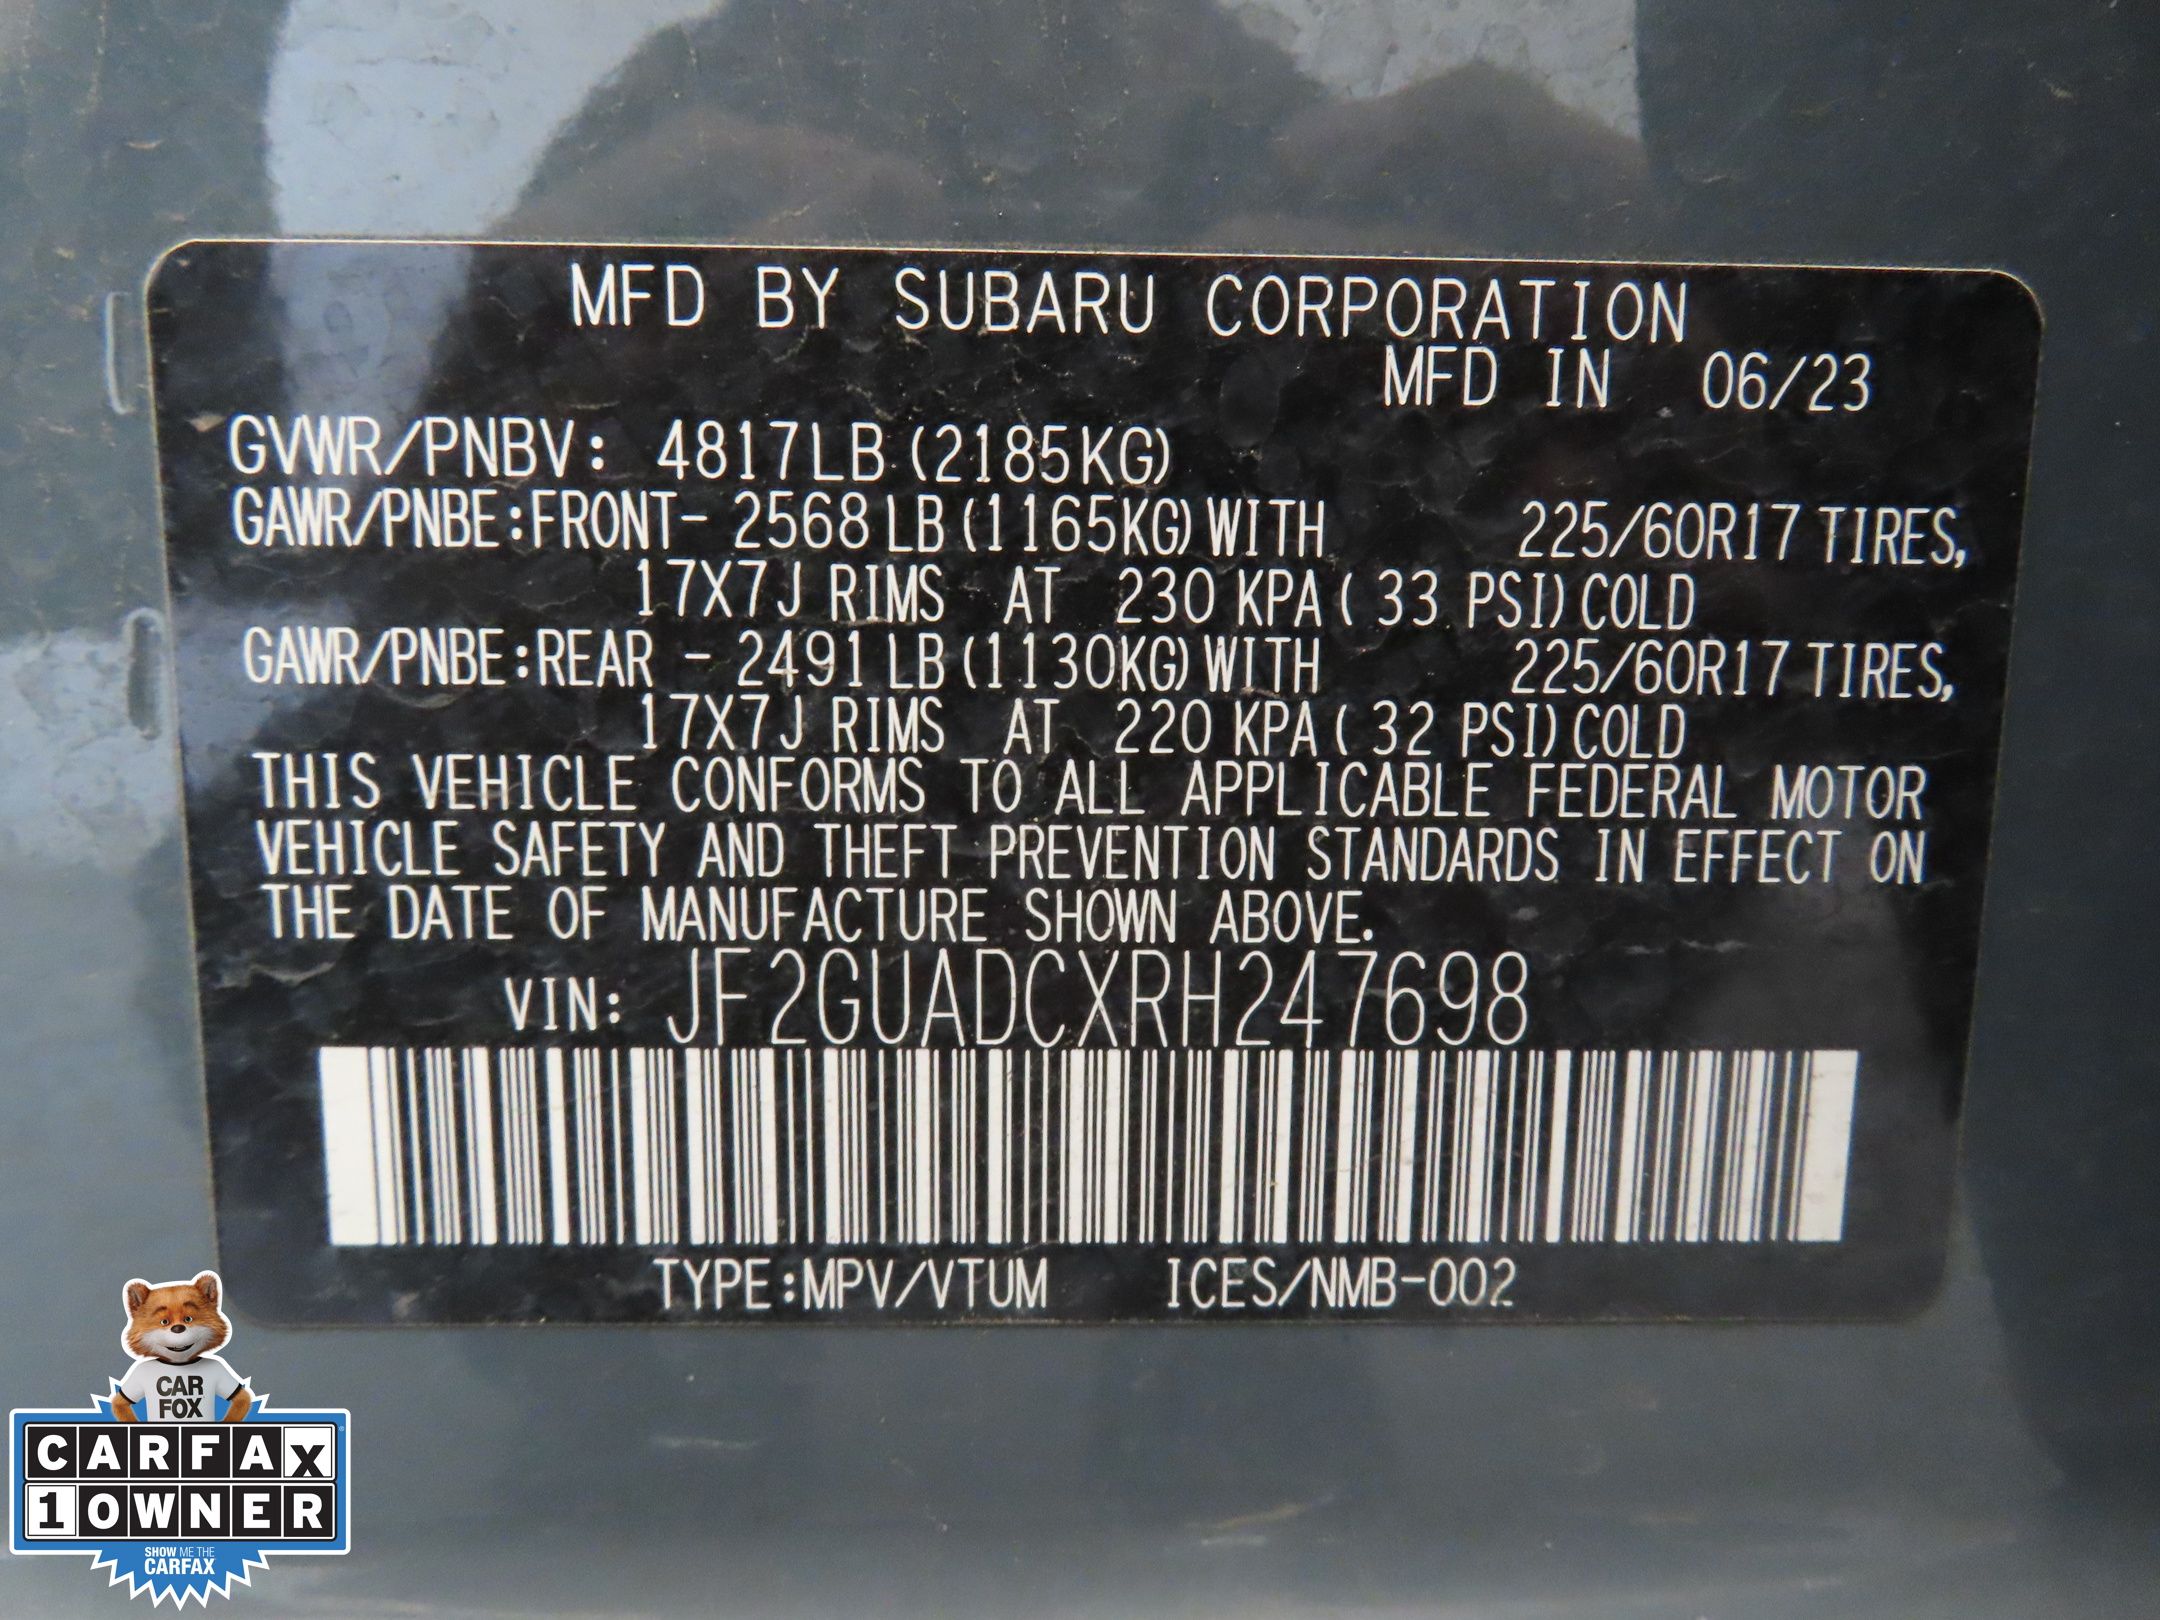 MFD BY SUBARU CORPORATION
MFD IN 06/23
GVWR/PNBV: 4817LB (2185KG)
GAWR/PNBE:FRONT- 2568 LB (1165KG) WITH 225/60R17 TIRES,
17X7J RIMS AT 230 KPA ( 33 PSI) COLD
GAWR/PNBE:REAR - 2491 LB (1130KG) WITH 225/60R17 TIRES,
17X7J RIMS AT 220 KPA ( 32 PSI) COLD
THIS VEHICLE CONFORMS TO ALL APPLICABLE FEDERAL MOTOR
VEHICLE SAFETY AND THEFT PREVENTION STANDARDS IN EFFECT ON
THE DATE OF MANUFACTURE SHOWN ABOVE.
VIN: JF2GUADCXRH247698
TYPE:MPV/VTUM ICES/NMB-002
CAR
FOX
CARFAX
1 OWNER
SHOW ME THE
CARFAX